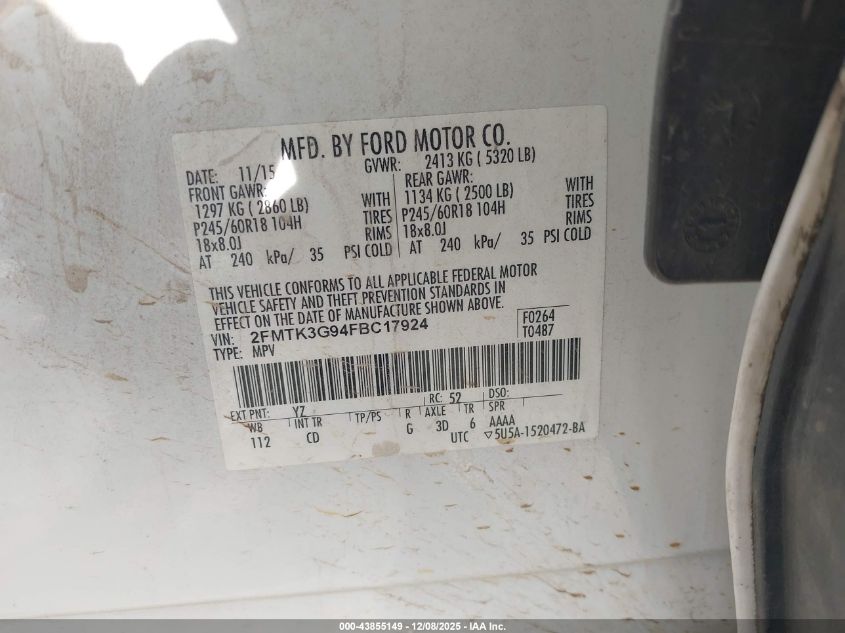 MFD. BY FORD MOTOR CO.
DATE: 11/15 GVWR: 2413 KG ( 5320 LB)
FRONT GAWR: REAR GAWR:
1297 KG ( 2860 LB) WITH 1134 KG ( 2500 LB) WITH
P245/60R18 104H TIRES P245/60R18 104H TIRES
18x8.0J RIMS 18x8.0J RIMS
AT 240 kPa/ 35 PSI COLD AT 240 kPa/ 35 PSI COLD
THIS VEHICLE CONFORMS TO ALL APPLICABLE FEDERAL MOTOR
VEHICLE SAFETY AND THEFT PREVENTION STANDARDS IN
EFFECT ON THE DATE OF MANUFACTURE SHOWN ABOVE.
VIN: 2FMTK3G94FBC17924 F0264
TYPE: MPV T0487
EXT PNT: YZ RC: 52 DSO:
WB INT TR TP/PS R AXLE TR SPR
112 CD G 3D 6 AAAA
UTC ▽5U5A-1520472-BA
000-43855149 - 12/08/2025 - IAA Inc.